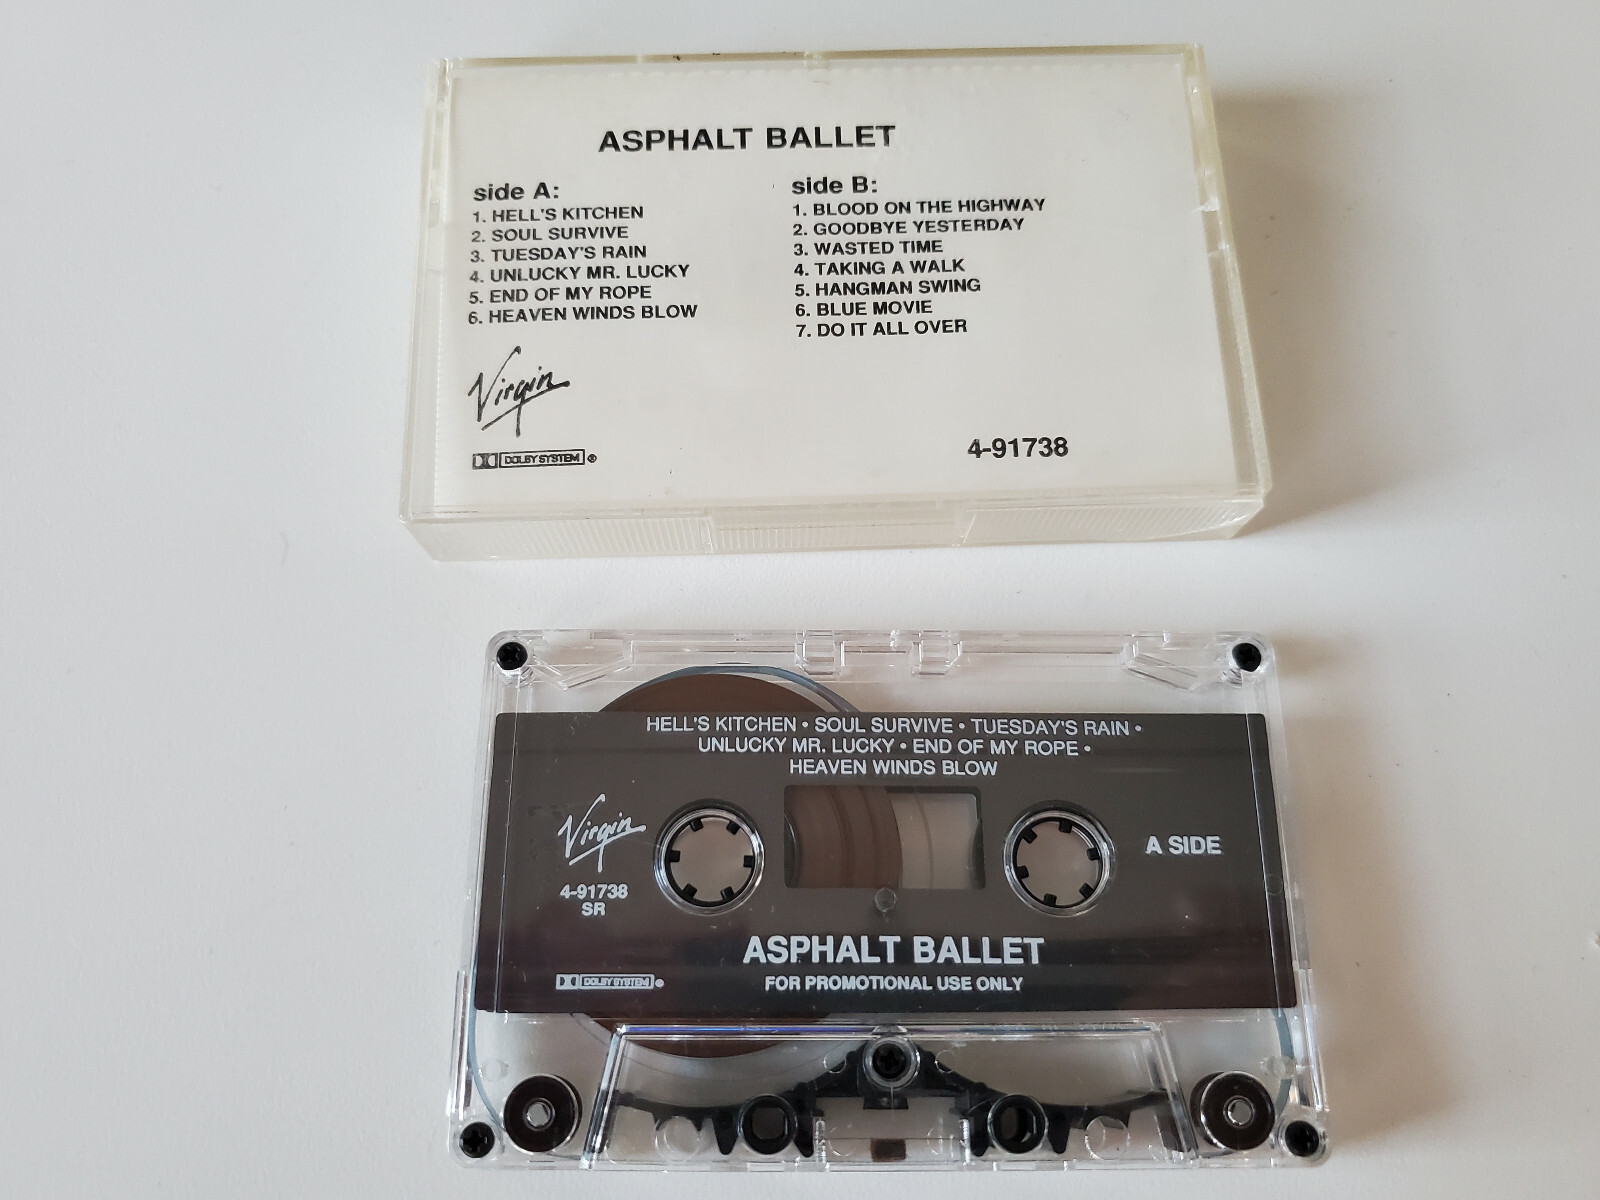 ASPHALT BALLET
side A:
1. HELL'S KITCHEN
2. SOUL SURVIVE
3. TUESDAY'S RAIN
4. UNLUCKY MR. LUCKY
5. END OF MY ROPE
6. HEAVEN WINDS BLOW
side B:
1. BLOOD ON THE HIGHWAY
2. GOODBYE YESTERDAY
3. WASTED TIME
4. TAKING A WALK
5. HANGMAN SWING
6. BLUE MOVIE
7. DO IT ALL OVER
Virgin
DOLBY SYSTEM ®
4-91738
HELL'S KITCHEN • SOUL SURVIVE • TUESDAY'S RAIN •
UNLUCKY MR. LUCKY • END OF MY ROPE •
HEAVEN WINDS BLOW
Virgin
4-91738
SR
A SIDE
ASPHALT BALLET
DOLBY SYSTEM ®
FOR PROMOTIONAL USE ONLY